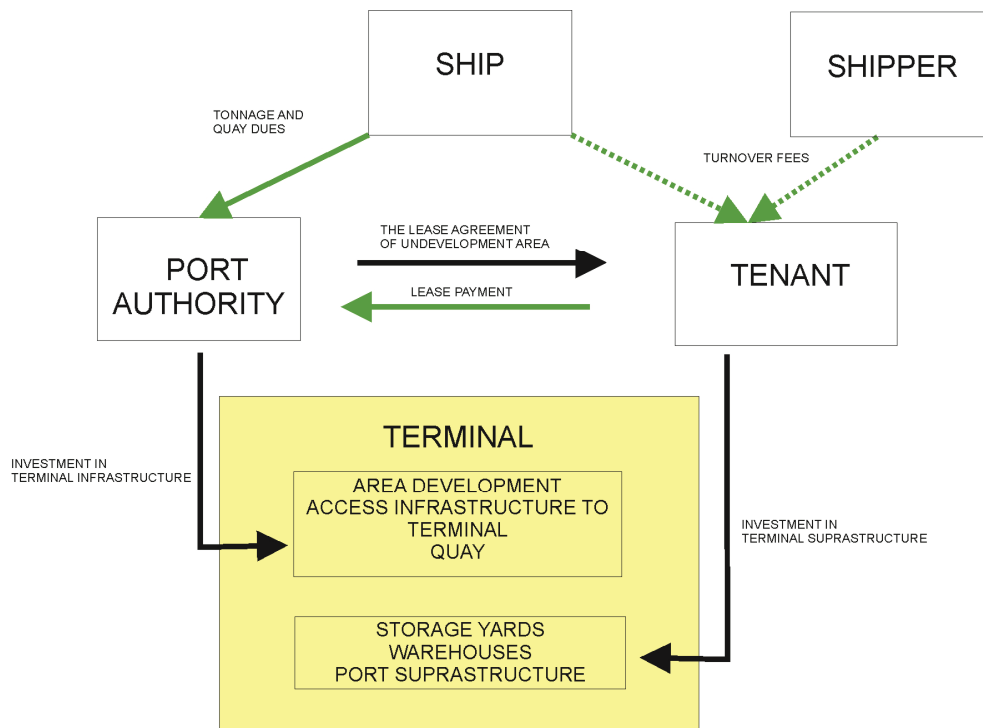 SHIP
SHIPPER
TONNAGE AND
QUAY DUES
TURNOVER FEES
PORT
AUTHORITY
THE LEASE AGREEMENT
OF UNDEVELOPMENT AREA
LEASE PAYMENT
TENANT
TERMINAL
INVESTMENT IN
TERMINAL INFRASTRUCTURE
AREA DEVELOPMENT
ACCESS INFRASTRUCTURE TO
TERMINAL
QUAY
INVESTMENT IN
TERMINAL SUPRASTRUCTURE
STORAGE YARDS
WAREHOUSES
PORT SUPRASTRUCTURE